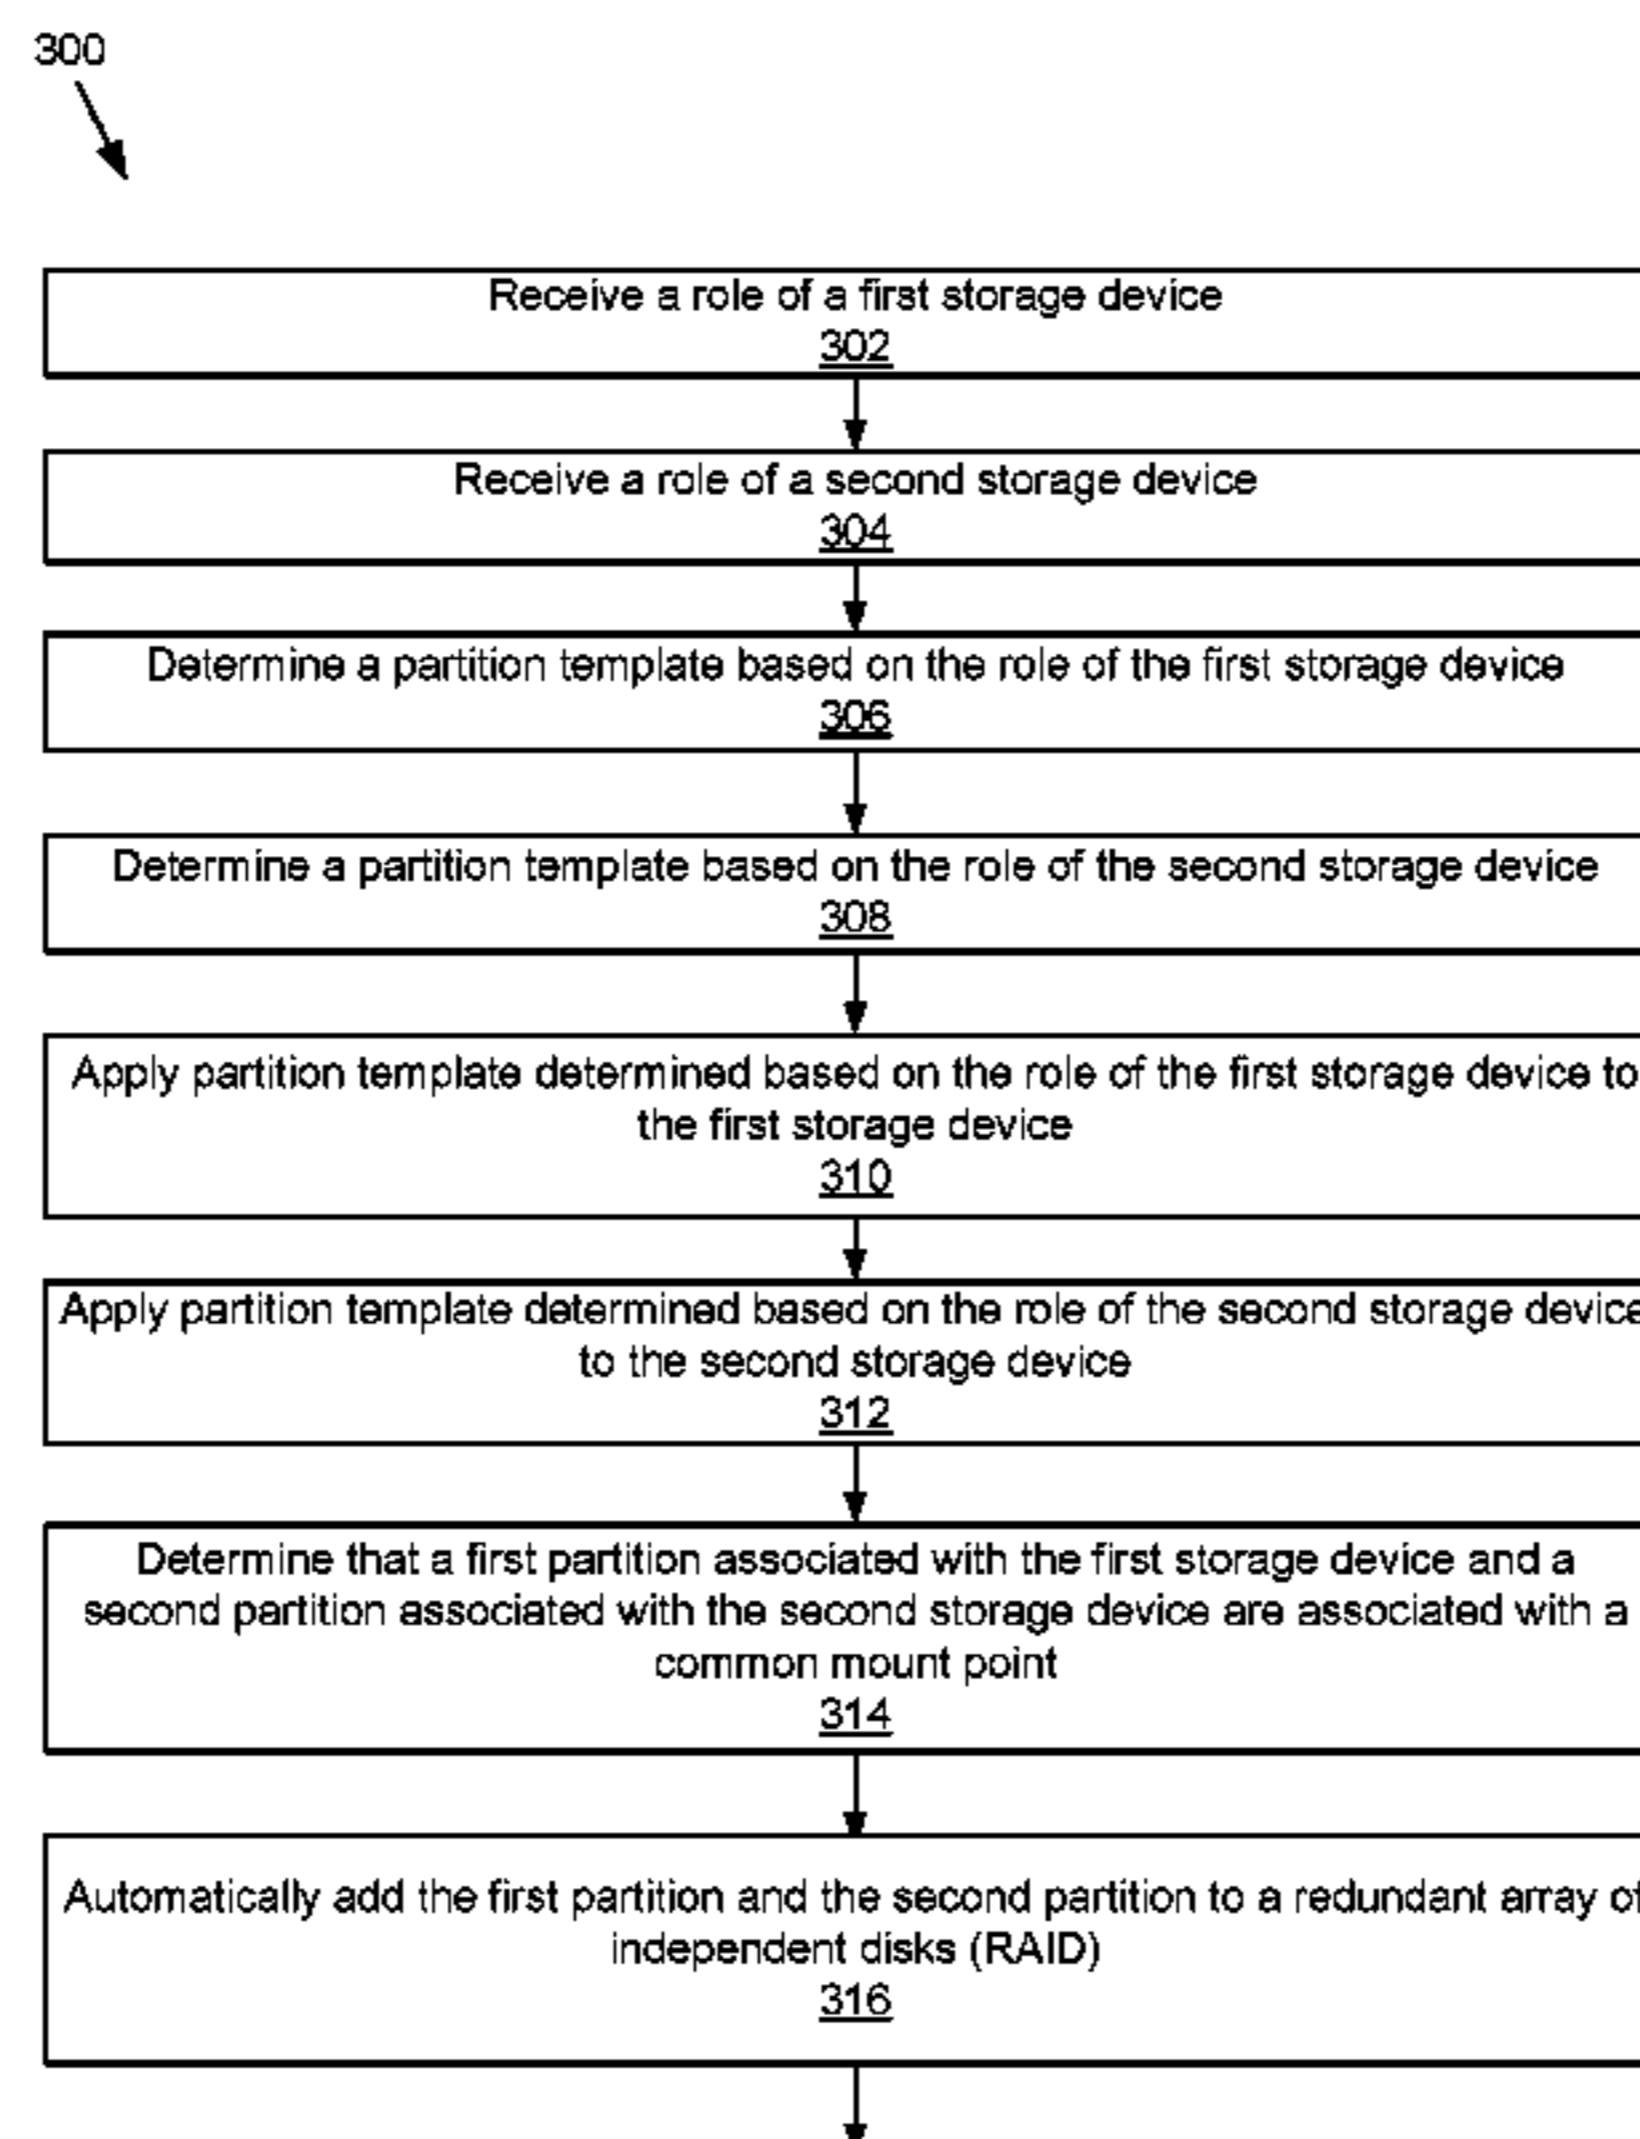 300
Receive a role of a first storage device
302
Receive a role of a second storage device
304
Determine a partition template based on the role of the first storage device
306
Determine a partition template based on the role of the second storage device
308
Apply partition template determined based on the role of the first storage device to
the first storage device
310
Apply partition template determined based on the role of the second storage device
to the second storage device
312
Determine that a first partition associated with the first storage device and a
second partition associated with the second storage device are associated with a
common mount point
314
Automatically add the first partition and the second partition to a redundant array of
independent disks (RAID)
316